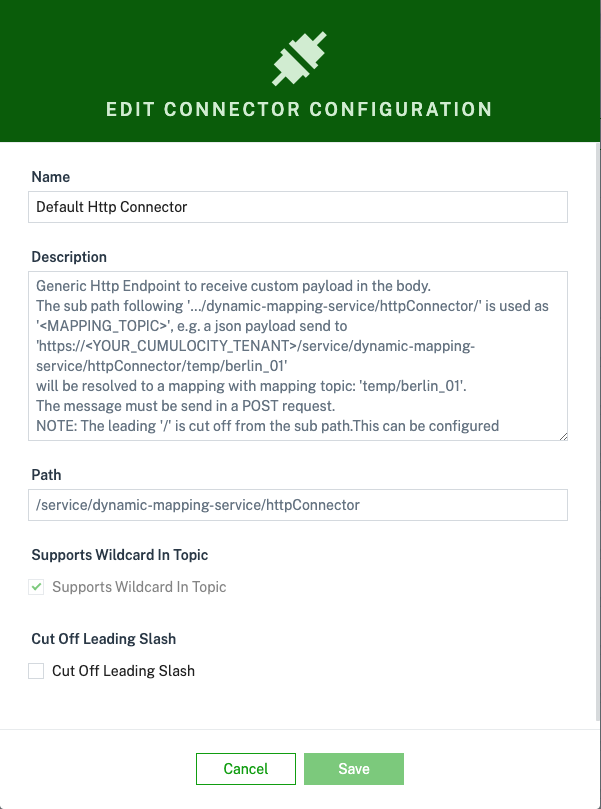 EDIT CONNECTOR CONFIGURATION
Name
Default Http Connector
Description
Generic Http Endpoint to receive custom payload in the body.
The sub path following '.../dynamic-mapping-service/httpConnector/' is used as
'<MAPPING_TOPIC>', e.g. a json payload send to
'https://<YOUR_CUMULOCITY_TENANT>/service/dynamic-mapping-
service/httpConnector/temp/berlin_01'
will be resolved to a mapping with mapping topic: 'temp/berlin_01'.
The message must be send in a POST request.
NOTE: The leading '/' is cut off from the sub path.This can be configured
Path
/service/dynamic-mapping-service/httpConnector
Supports Wildcard In Topic
Supports Wildcard In Topic
Cut Off Leading Slash
Cut Off Leading Slash
Cancel
Save